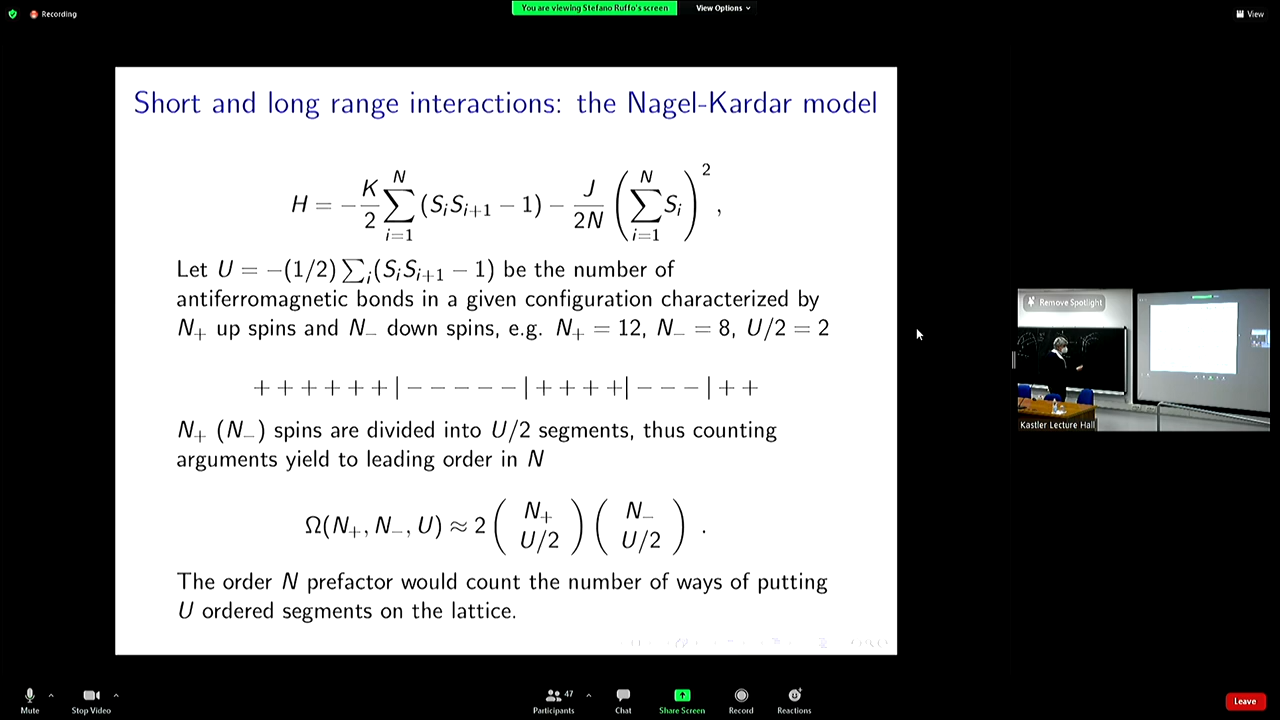 Recording
You are viewing Stefano Ruffo's screen
View Options
View
Short and long range interactions: the Nagel-Kardar model
H = −K/2 ∑_{i=1}^{N} (S_i S_{i+1} − 1) − J/2N (∑_{i=1}^{N} S_i)^2 ,
Let U = −(1/2) ∑_i (S_i S_{i+1} − 1) be the number of
antiferromagnetic bonds in a given configuration characterized by
N_+ up spins and N_− down spins, e.g. N_+ = 12, N_− = 8, U/2 = 2
+ + + + + + | − − − − − | + + + + | − − − | + +
N_+ (N_−) spins are divided into U/2 segments, thus counting
arguments yield to leading order in N
Ω(N_+, N_−, U) ≈ 2 ( N_+ U/2 ) ( N_− U/2 ) .
The order N prefactor would count the number of ways of putting
U ordered segments on the lattice.
Remove Spotlight
Kastler Lecture Hall
Mute
Stop Video
47
Participants
Chat
Share Screen
Record
Reactions
Leave